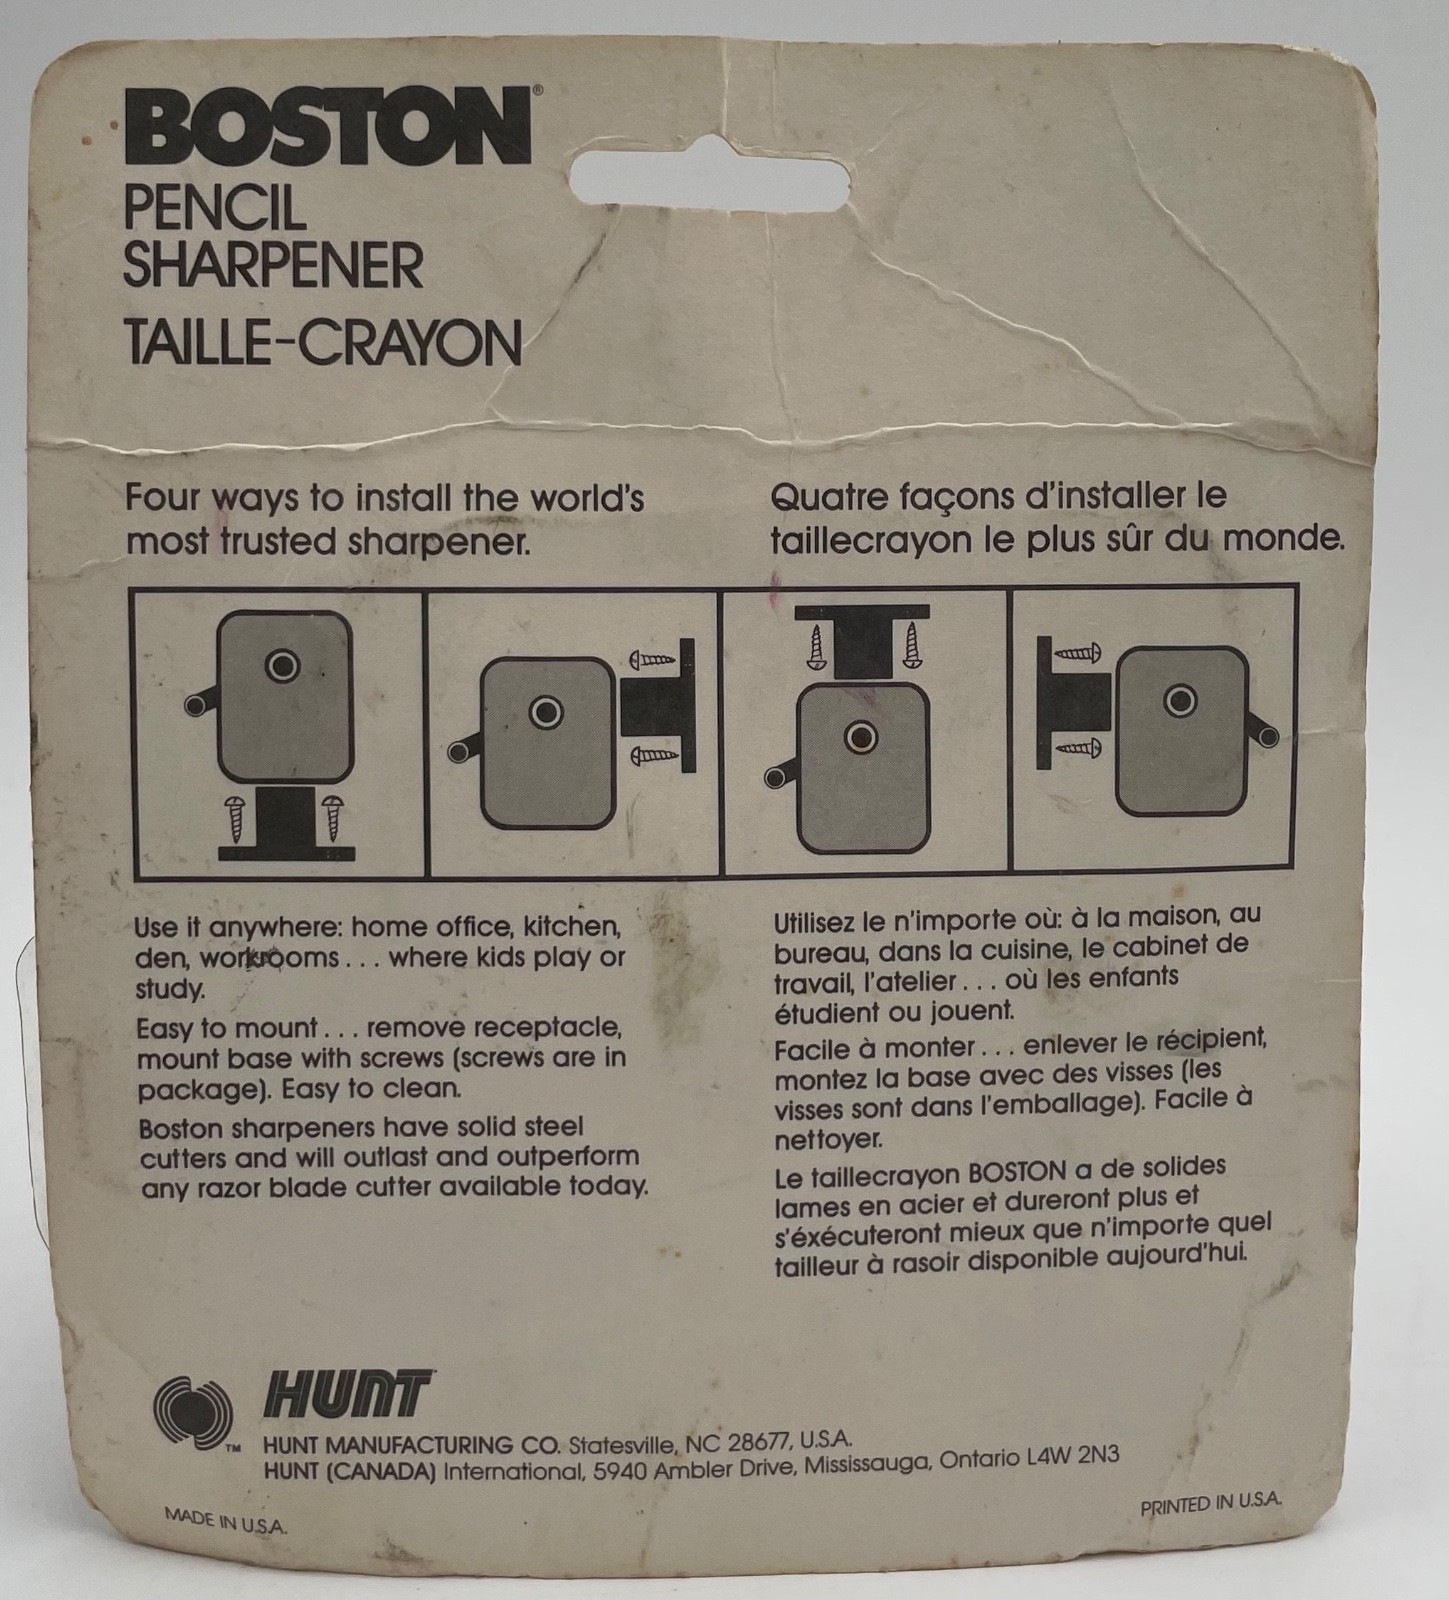 BOSTON®
PENCIL
SHARPENER
TAILLE-CRAYON
Four ways to install the world's
most trusted sharpener.
Quatre façons d'installer le
taillecrayon le plus sûr du monde.
Use it anywhere: home office, kitchen,
den, workrooms . . . where kids play or
study.
Easy to mount . . . remove receptacle,
mount base with screws (screws are in
package). Easy to clean.
Boston sharpeners have solid steel
cutters and will outlast and outperform
any razor blade cutter available today.
Utilisez le n'importe où: à la maison, au
bureau, dans la cuisine, le cabinet de
travail, l'atelier . . . où les enfants
étudient ou jouent.
Facile à monter . . . enlever le récipient,
montez la base avec des visses (les
visses sont dans l'emballage). Facile à
nettoyer.
Le taillecrayon BOSTON a de solides
lames en acier et dureront plus et
s'éxécuteront mieux que n'importe quel
tailleur à rasoir disponible aujourd'hui.
TM
HUNT™
HUNT MANUFACTURING CO. Statesville, NC 28677, U.S.A.
HUNT (CANADA) International, 5940 Ambler Drive, Mississauga, Ontario L4W 2N3
MADE IN U.S.A.
PRINTED IN U.S.A.